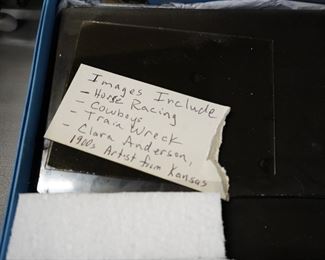 Images Include
- Horse Racing
- Cowboys
- Train Wreck
- Clara Anderson,
1900s Artist from Kansas